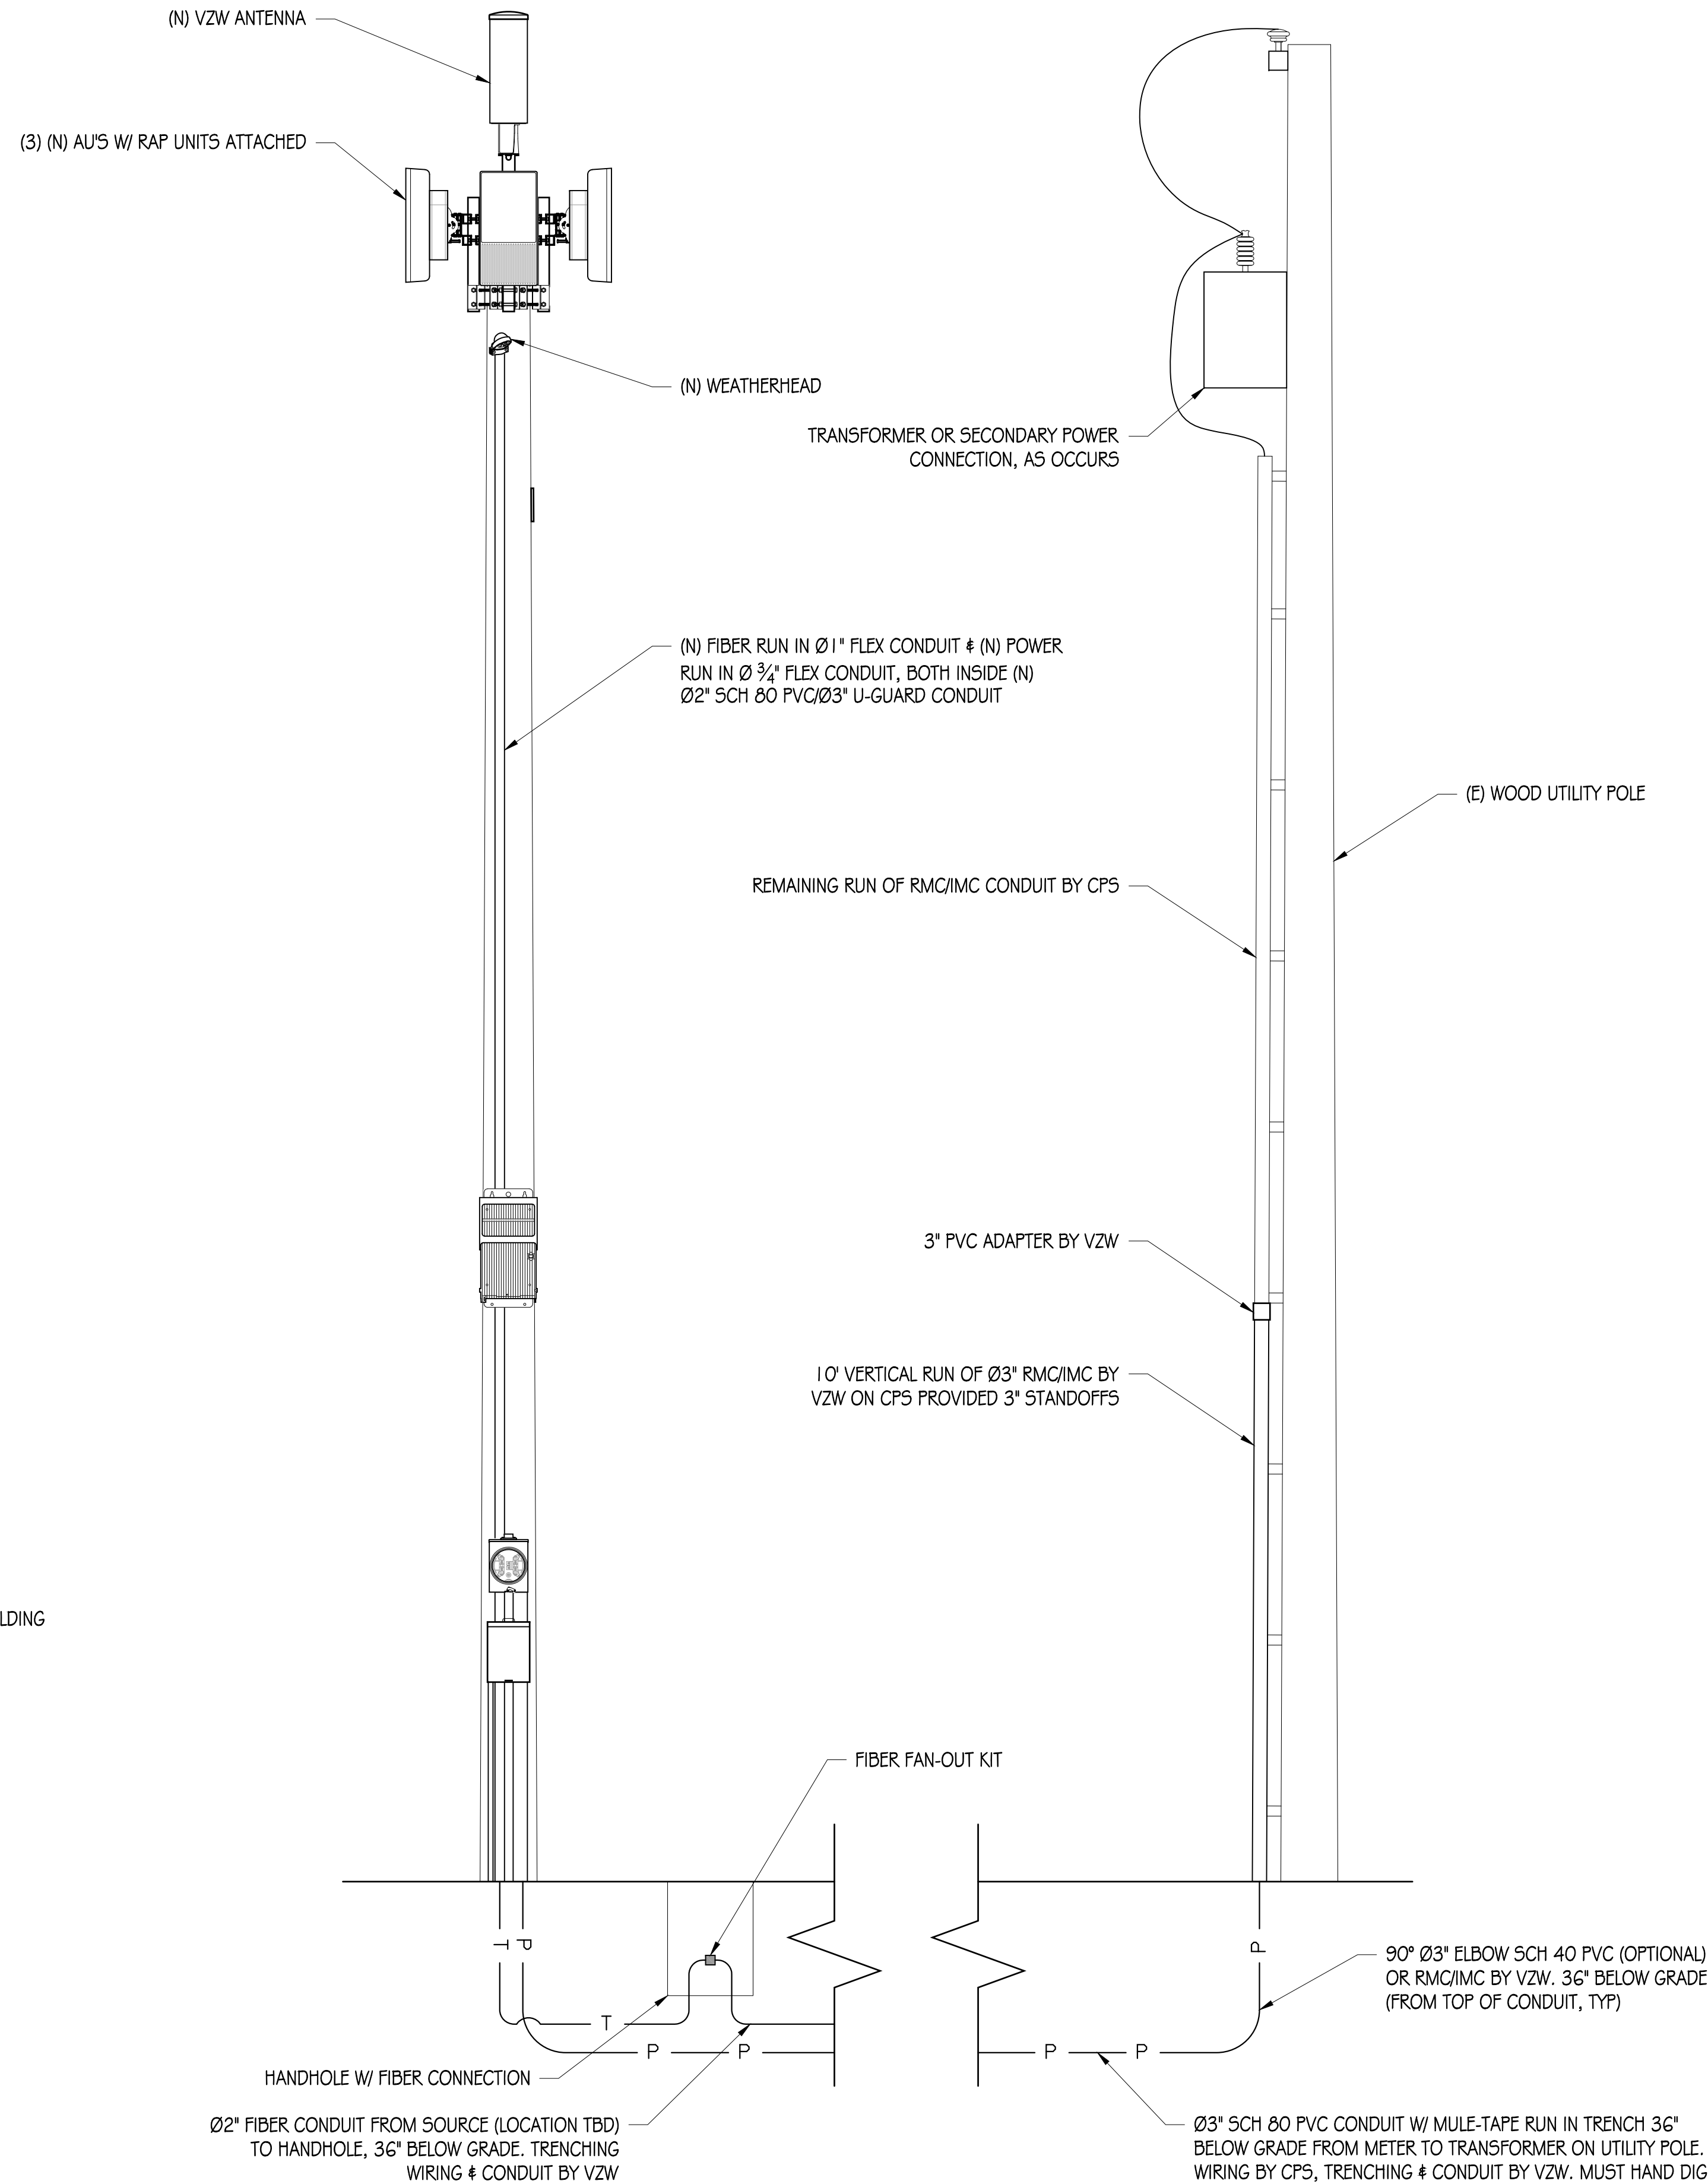 (N) VZW ANTENNA
(3) (N) AU'S W/ RAP UNITS ATTACHED
(N) WEATHERHEAD
TRANSFORMER OR SECONDARY POWER
CONNECTION, AS OCCURS
(N) FIBER RUN IN Ø1" FLEX CONDUIT & (N) POWER
RUN IN Ø ¾" FLEX CONDUIT, BOTH INSIDE (N)
Ø2" SCH 80 PVC/Ø3" U-GUARD CONDUIT
(E) WOOD UTILITY POLE
REMAINING RUN OF RMC/IMC CONDUIT BY CPS
3" PVC ADAPTER BY VZW
10' VERTICAL RUN OF Ø3" RMC/IMC BY
VZW ON CPS PROVIDED 3" STANDOFFS
LDING
FIBER FAN-OUT KIT
T P
P
90° Ø3" ELBOW SCH 40 PVC (OPTIONAL)
OR RMC/IMC BY VZW. 36" BELOW GRADE
(FROM TOP OF CONDUIT, TYP)
T
P P
P P
HANDHOLE W/ FIBER CONNECTION
Ø2" FIBER CONDUIT FROM SOURCE (LOCATION TBD)
TO HANDHOLE, 36" BELOW GRADE. TRENCHING
WIRING & CONDUIT BY VZW
Ø3" SCH 80 PVC CONDUIT W/ MULE-TAPE RUN IN TRENCH 36"
BELOW GRADE FROM METER TO TRANSFORMER ON UTILITY POLE.
WIRING BY CPS, TRENCHING & CONDUIT BY VZW. MUST HAND DIG